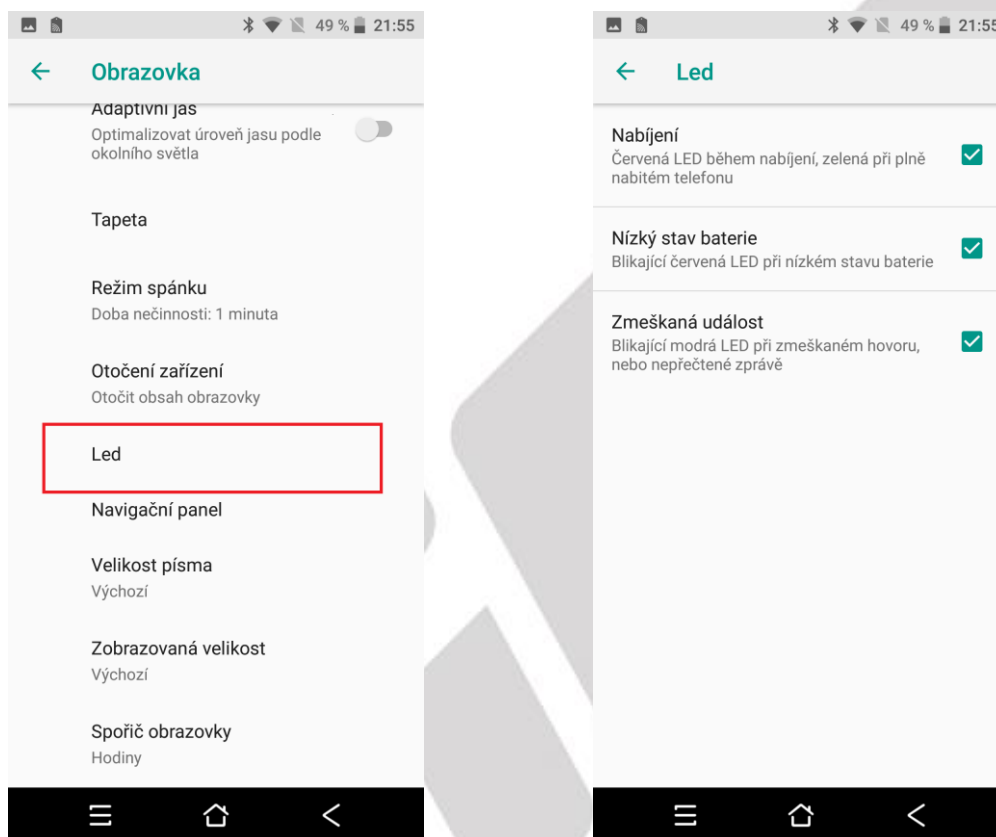 49 % 21:55
Obrazovka
Adaptivní jas
Optimalizovat úroveň jasu podle
okolního světla
Tapeta
Režim spánku
Doba nečinnosti: 1 minuta
Otočení zařízení
Otočit obsah obrazovky
Led
Navigační panel
Velikost písma
Výchozí
Zobrazovaná velikost
Výchozí
Spořič obrazovky
Hodiny
49 % 21:55
Led
Nabíjení
Červená LED během nabíjení, zelená při plně
nabitém telefonu
Nízký stav baterie
Blikající červená LED při nízkém stavu baterie
Zmeškaná událost
Blikající modrá LED při zmeškaném hovoru,
nebo nepřečtené zprávě